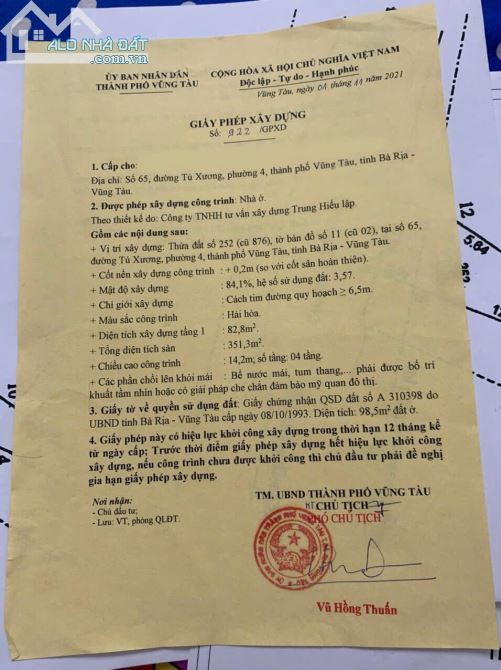 ALO NHÀ ĐẤT
.com.vn
ỦY BAN NHÂN DÂN
THÀNH PHỐ VŨNG TÀU
CỘNG HÒA XÃ HỘI CHỦ NGHĨA VIỆT NAM
Độc lập - Tự do - Hạnh phúc
Vũng Tàu, ngày 01 tháng 11 năm 2021
GIẤY PHÉP XÂY DỰNG
Số: 922 /GPXD
1. Cấp cho:
Địa chỉ: Số 65, đường Tú Xương, phường 4, thành phố Vũng Tàu, tỉnh Bà Rịa -
Vũng Tàu.
2. Được phép xây dựng công trình: Nhà ở.
Theo thiết kế do: Công ty TNHH tư vấn xây dựng Trung Hiếu lập.
Gồm các nội dung sau:
+ Vị trí xây dựng: Thửa đất số 252 (cũ 876), tờ bản đồ số 11 (cũ 02), tại số 65,
đường Tú Xương, phường 4, thành phố Vũng Tàu, tỉnh Bà Rịa - Vũng Tàu.
+ Cốt nền xây dựng công trình : + 0,2m (so với cốt sân hoàn thiện).
+ Mật độ xây dựng : 84,1%, hệ số sử dụng đất: 3,57.
+ Chỉ giới xây dựng : Cách tim đường quy hoạch ≥ 6,5m.
+ Màu sắc công trình : Hài hòa.
+ Diện tích xây dựng tầng 1 : 82,8m².
+ Tổng diện tích sàn : 351,3m².
+ Chiều cao công trình : 14,2m; số tầng: 04 tầng.
+ Các phần chồi lên khỏi mái : Bể nước mái, tum thang,... phải được bố trí
khuất tầm nhìn hoặc có giải pháp che chắn đảm bảo mỹ quan đô thị.
3. Giấy tờ về quyền sử dụng đất: Giấy chứng nhận QSD đất số A 310398 do
UBND tỉnh Bà Rịa - Vũng Tàu cấp ngày 08/10/1993. Diện tích: 98,5m² đất ở.
4. Giấy phép này có hiệu lực khởi công xây dựng trong thời hạn 12 tháng kể
từ ngày cấp; Trước thời điểm giấy phép xây dựng hết hiệu lực khởi công
xây dựng, nếu công trình chưa được khởi công thì chủ đầu tư phải đề nghị
gia hạn giấy phép xây dựng.
Nơi nhận:
- Chủ đầu tư;
- Lưu: VT, phòng QLĐT.
TM. UBND THÀNH PHỐ VŨNG TÀU
KT CHỦ TỊCH
PHÓ CHỦ TỊCH
Vũ Hồng Thuấn
12
5.64